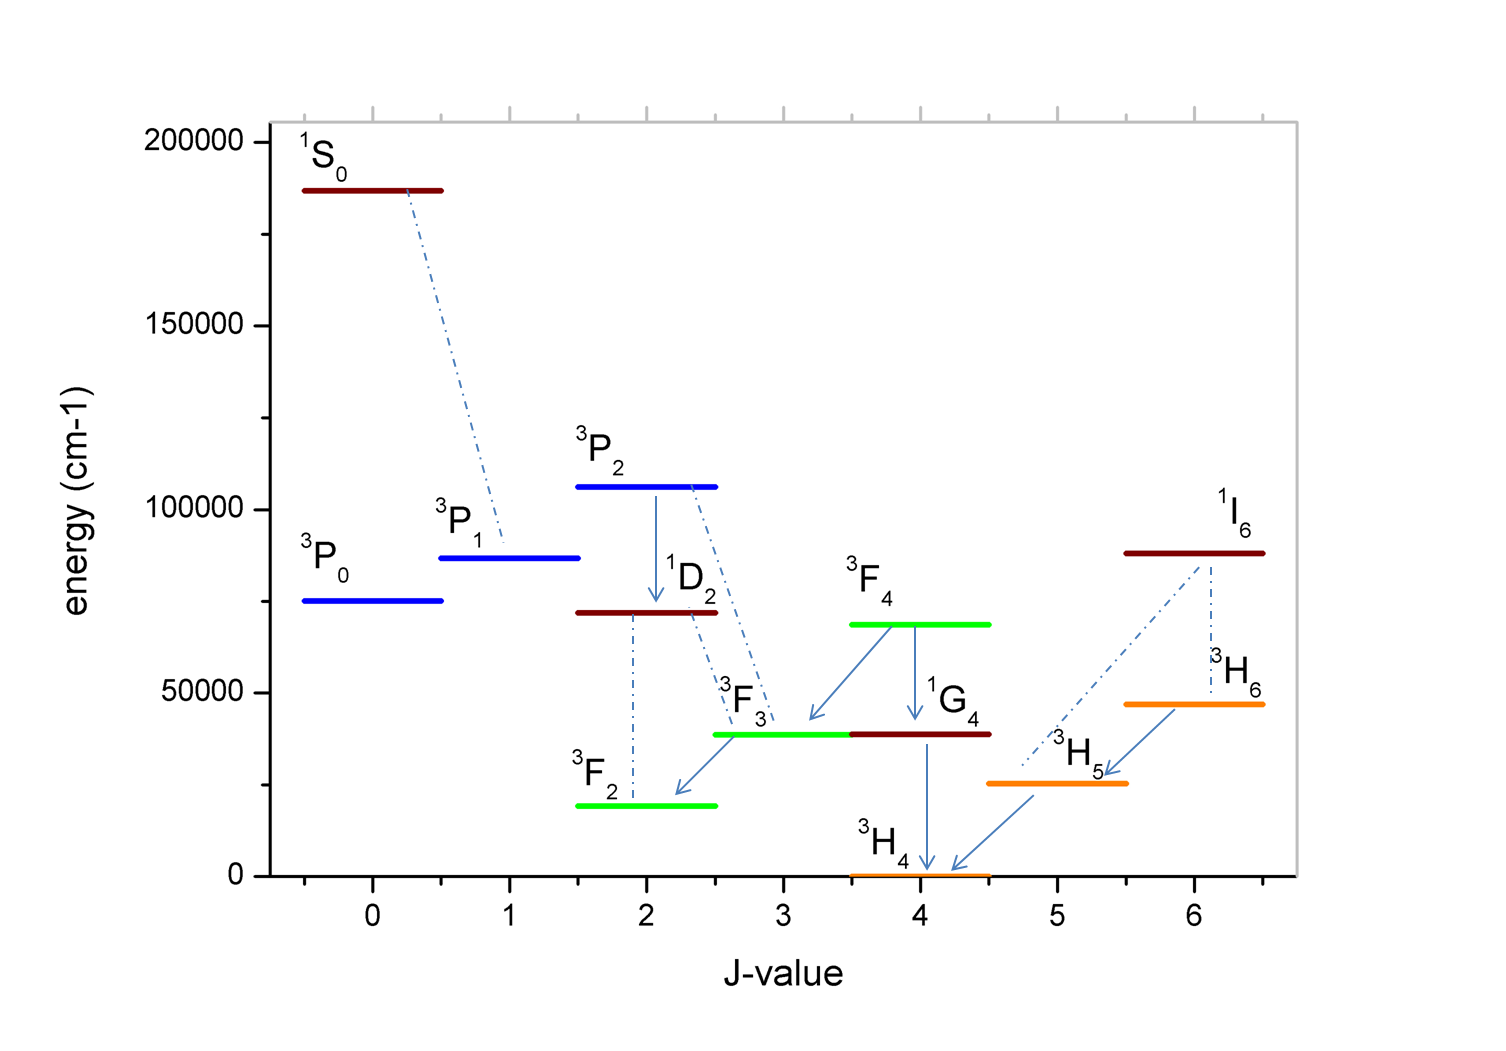 200000
150000
100000
50000
0
energy (cm-1)
¹S₀
³P₂
³P₁
¹I₆
³P₀
¹D₂
³F₄
³H₆
³F₃
¹G₄
³H₅
³F₂
³H₄
0 1 2 3 4 5 6
J-value